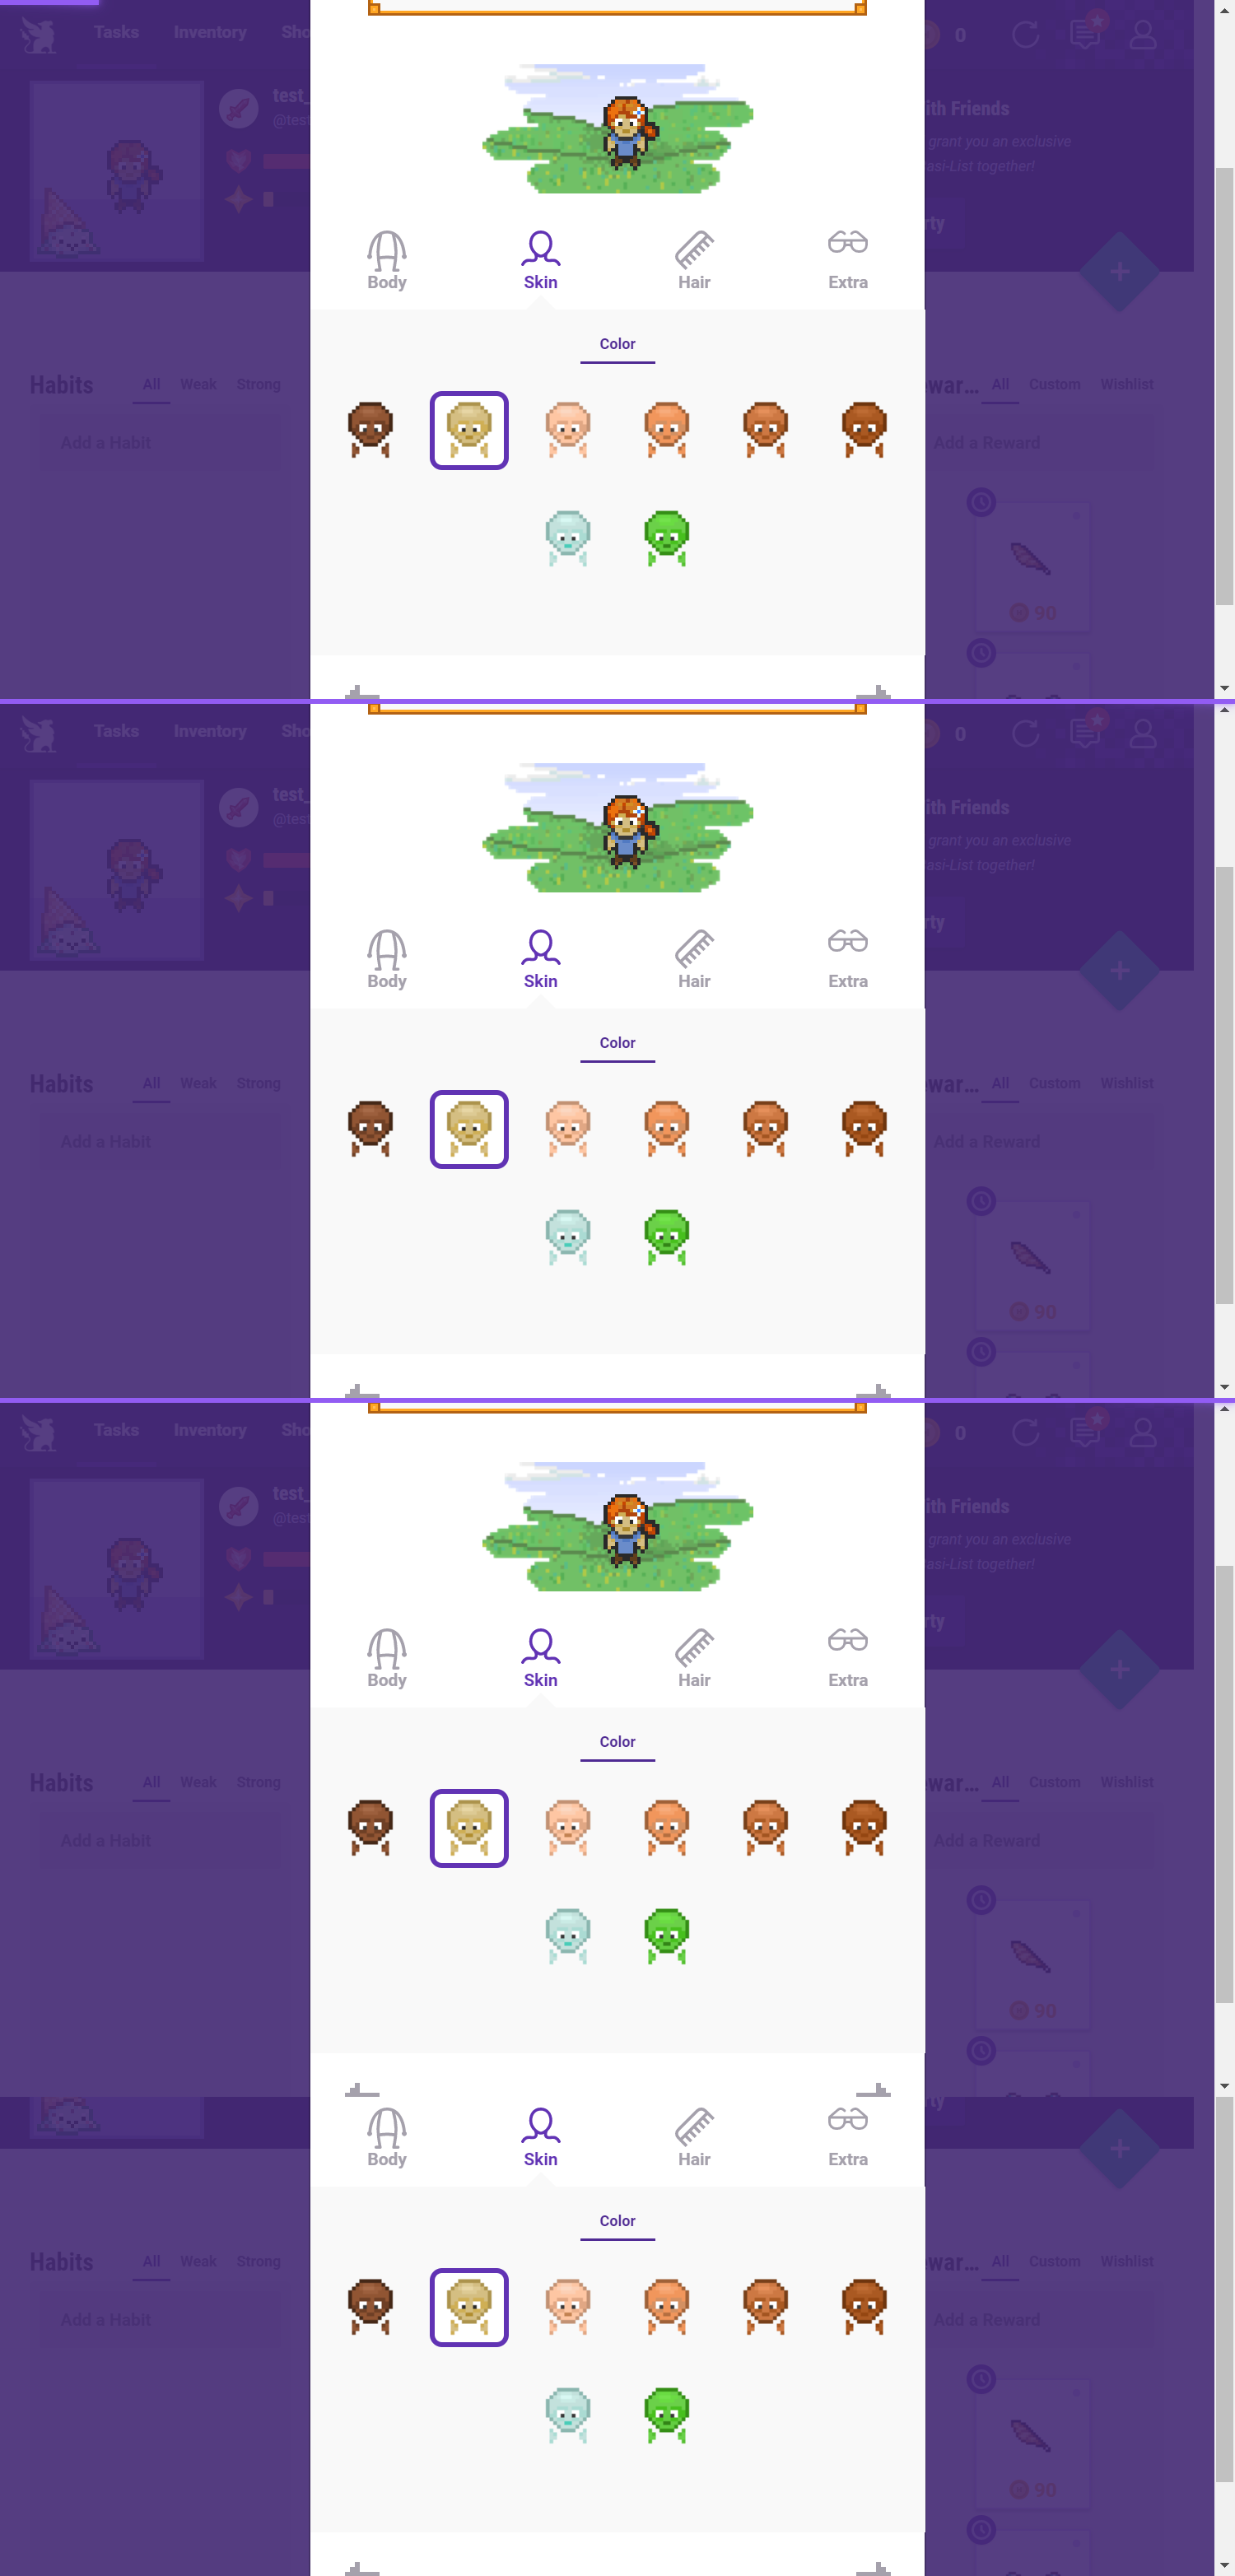 Tasks Inventory Sho 0
test_
@test
ith Friends
grant you an exclusive
asi-List together!
rty
Body Skin Hair Extra
Color
Habits All Weak Strong
ewar... All Custom Wishlist
Add a Habit
Add a Reward
90
Tasks Inventory Sho 0
test_
@test
ith Friends
grant you an exclusive
asi-List together!
rty
Body Skin Hair Extra
Color
Habits All Weak Strong
ewar... All Custom Wishlist
Add a Habit
Add a Reward
90
Tasks Inventory Sho 0
test_
@test
ith Friends
grant you an exclusive
asi-List together!
rty
Body Skin Hair Extra
Color
Habits All Weak Strong
ewar... All Custom Wishlist
Add a Habit
Add a Reward
90
Body Skin Hair Extra
Color
Habits All Weak Strong
ewar... All Custom Wishlist
Add a Habit
Add a Reward
90